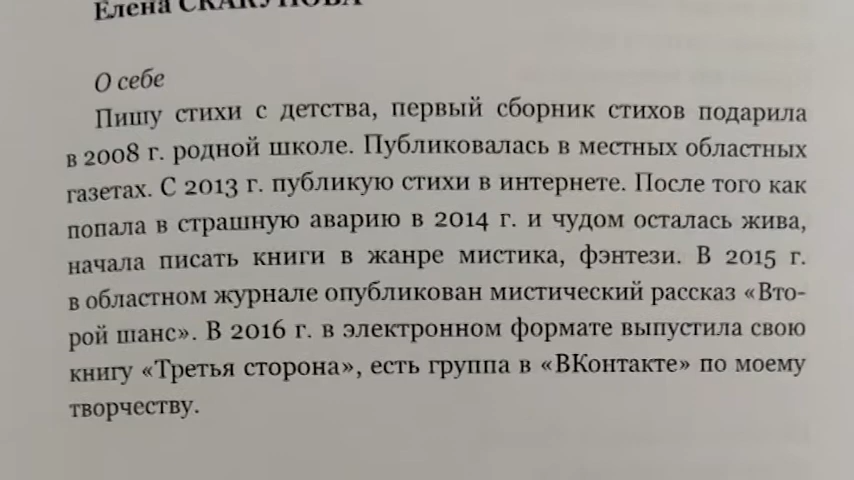 Елена СКАКУНОВА
О себе
Пишу стихи с детства, первый сборник стихов подарила
в 2008 г. родной школе. Публиковалась в местных областных
газетах. С 2013 г. публикую стихи в интернете. После того как
попала в страшную аварию в 2014 г. и чудом осталась жива,
начала писать книги в жанре мистика, фэнтези. В 2015 г.
в областном журнале опубликован мистический рассказ «Вто-
рой шанс». В 2016 г. в электронном формате выпустила свою
книгу «Третья сторона», есть группа в «ВКонтакте» по моему
творчеству.